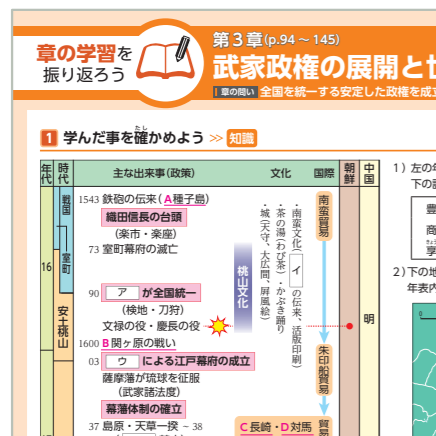 章の学習を
振り返ろう
第3章(p.94～145)
武家政権の展開と
章の問い 全国を統一する安定した政権を成
1 学んだ事を確かめよう ≫ 知識
たし
年代
時代
主な出来事(政策)
文化
国際
朝鮮
中国
16
戦国
室町
安土桃山
1543 鉄砲の伝来(A種子島)
織田信長の台頭
(楽市・楽座)
73 室町幕府の滅亡
90 ア が全国統一
(検地・刀狩)
文禄の役・慶長の役
1600 B関ヶ原の戦い
03 ウ による江戸幕府の成立
薩摩藩が琉球を征服
(武家諸法度)
幕藩体制の確立
37 島原・天草一揆 ~ 38
桃山文化
・南蛮文化(イの伝来、活版印刷)
・茶の湯(わび茶)・かぶき踊り
・城(天守、大広間、屏風絵)
南蛮貿易
朱印船貿易
C長崎・D対馬
貿易
明
1)左の年
下の
豊
商
2)下の地
年表内